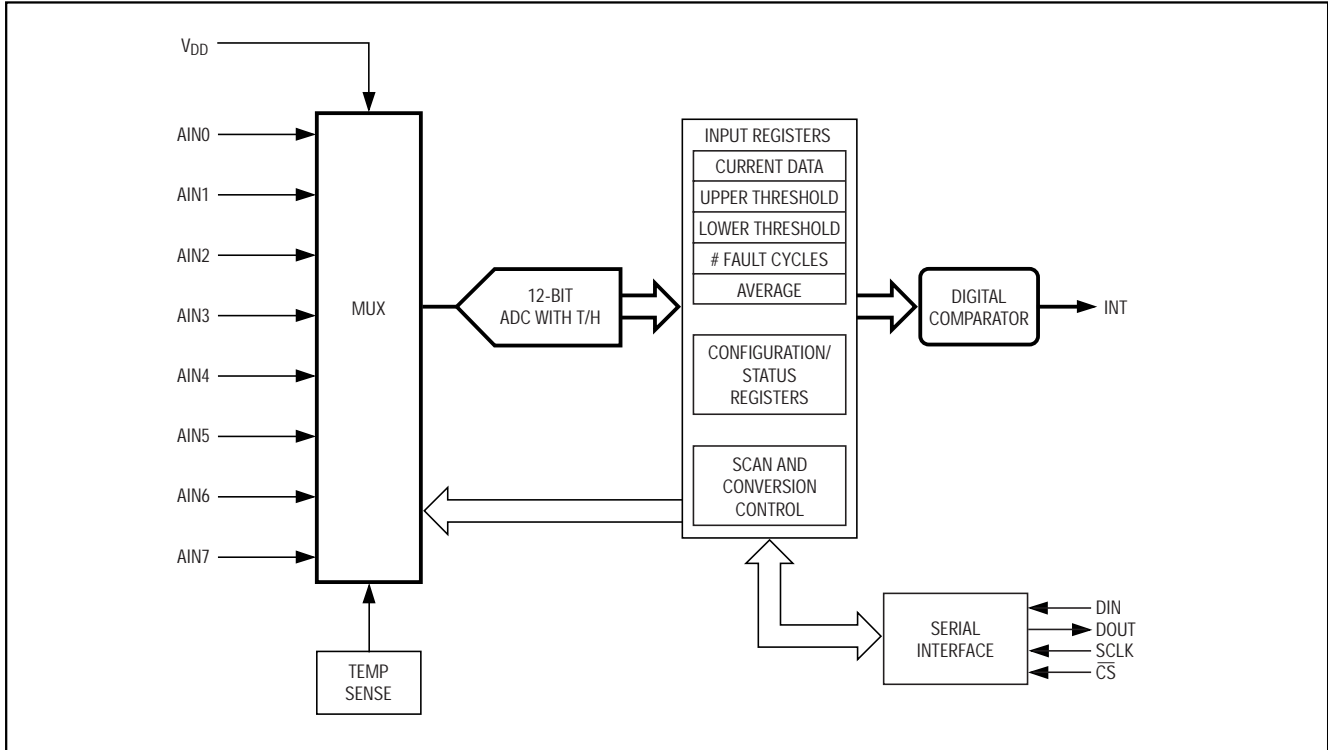 VDD
AIN0
AIN1
AIN2
AIN3
AIN4
AIN5
AIN6
AIN7
MUX
TEMP
SENSE
12-BIT
ADC WITH T/H
INPUT REGISTERS
CURRENT DATA
UPPER THRESHOLD
LOWER THRESHOLD
# FAULT CYCLES
AVERAGE
CONFIGURATION/
STATUS
REGISTERS
SCAN AND
CONVERSION
CONTROL
DIGITAL
COMPARATOR
INT
SERIAL
INTERFACE
DIN
DOUT
SCLK
C̅S̅